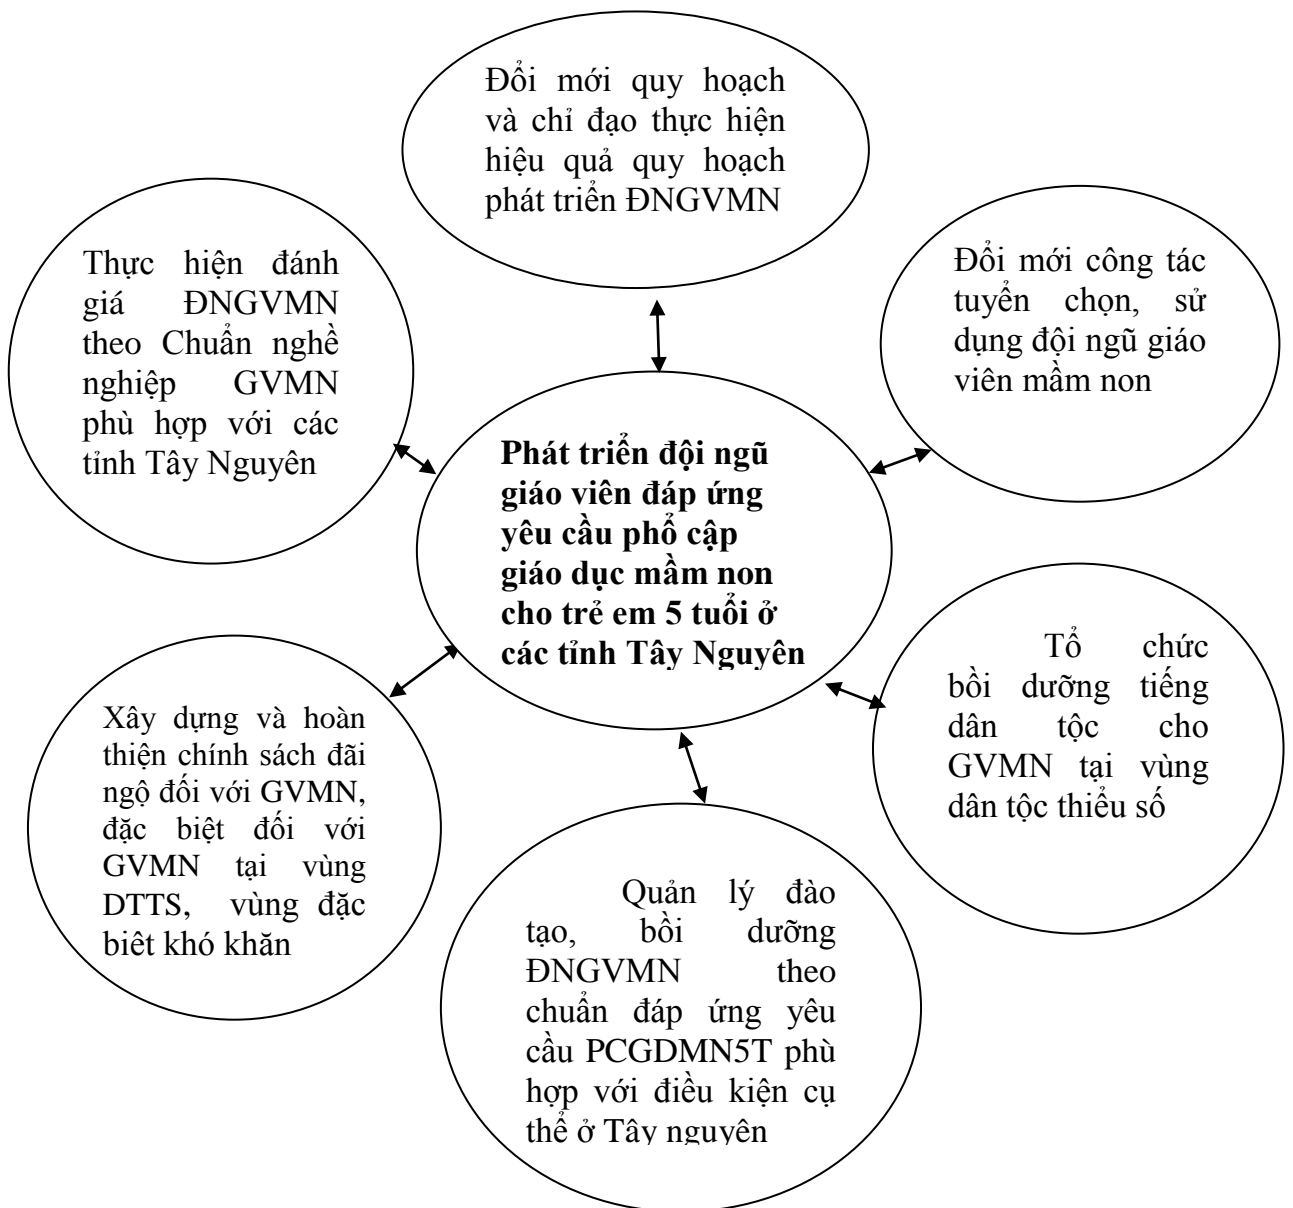 Đổi mới quy hoạch
và chỉ đạo thực hiện
hiệu quả quy hoạch
phát triển ĐNGVMN
Thực hiện đánh
giá ĐNGVMN
theo Chuẩn nghề
nghiệp GVMN
phù hợp với các
tỉnh Tây Nguyên
Đổi mới công tác
tuyển chọn, sử
dụng đội ngũ giáo
viên mầm non
Phát triển đội ngũ
giáo viên đáp ứng
yêu cầu phổ cập
giáo dục mầm non
cho trẻ em 5 tuổi ở
các tỉnh Tây Nguyên
Tổ chức
bồi dưỡng tiếng
dân tộc cho
GVMN tại vùng
dân tộc thiểu số
Xây dựng và hoàn
thiện chính sách đãi
ngộ đối với GVMN,
đặc biệt đối với
GVMN tại vùng
DTTS, vùng đặc
biêt khó khăn
Quản lý đào
tạo, bồi dưỡng
ĐNGVMN theo
chuẩn đáp ứng yêu
cầu PCGDMN5T phù
hợp với điều kiện cụ
thể ở Tây nguyên